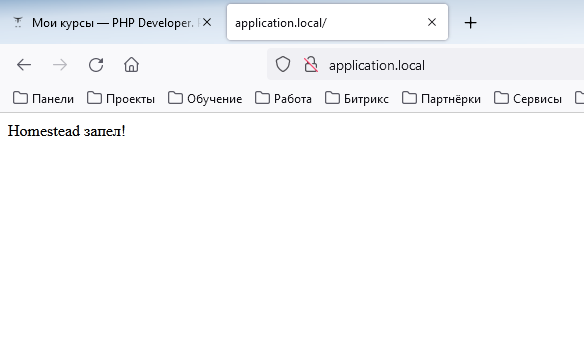 Мои курсы — PHP Developer.
application.local/
application.local
Панели
Проекты
Обучение
Работа
Битрикс
Партнёрки
Сервисы
Homestead запел!